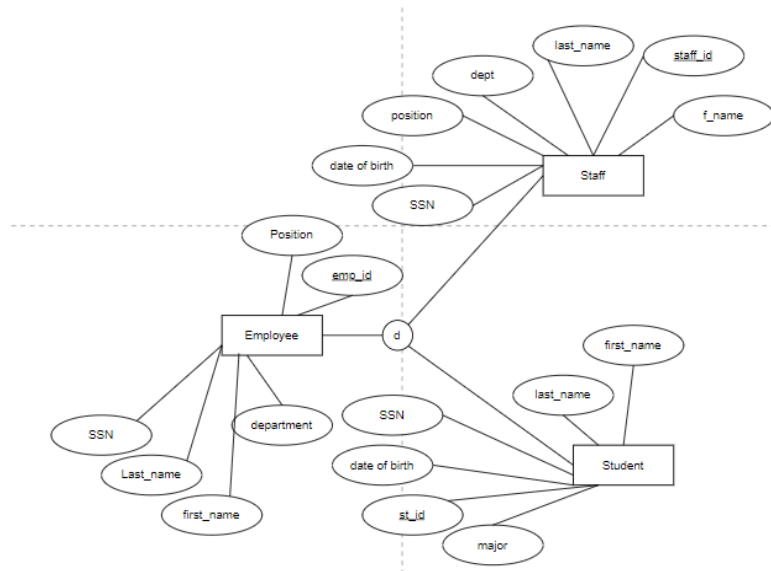 last_name
staff_id
dept
position
f_name
date of birth
Staff
SSN
Position
emp_id
Employee
d
first_name
last_name
SSN
department
SSN
Last_name
date of birth
Student
first_name
st_id
major